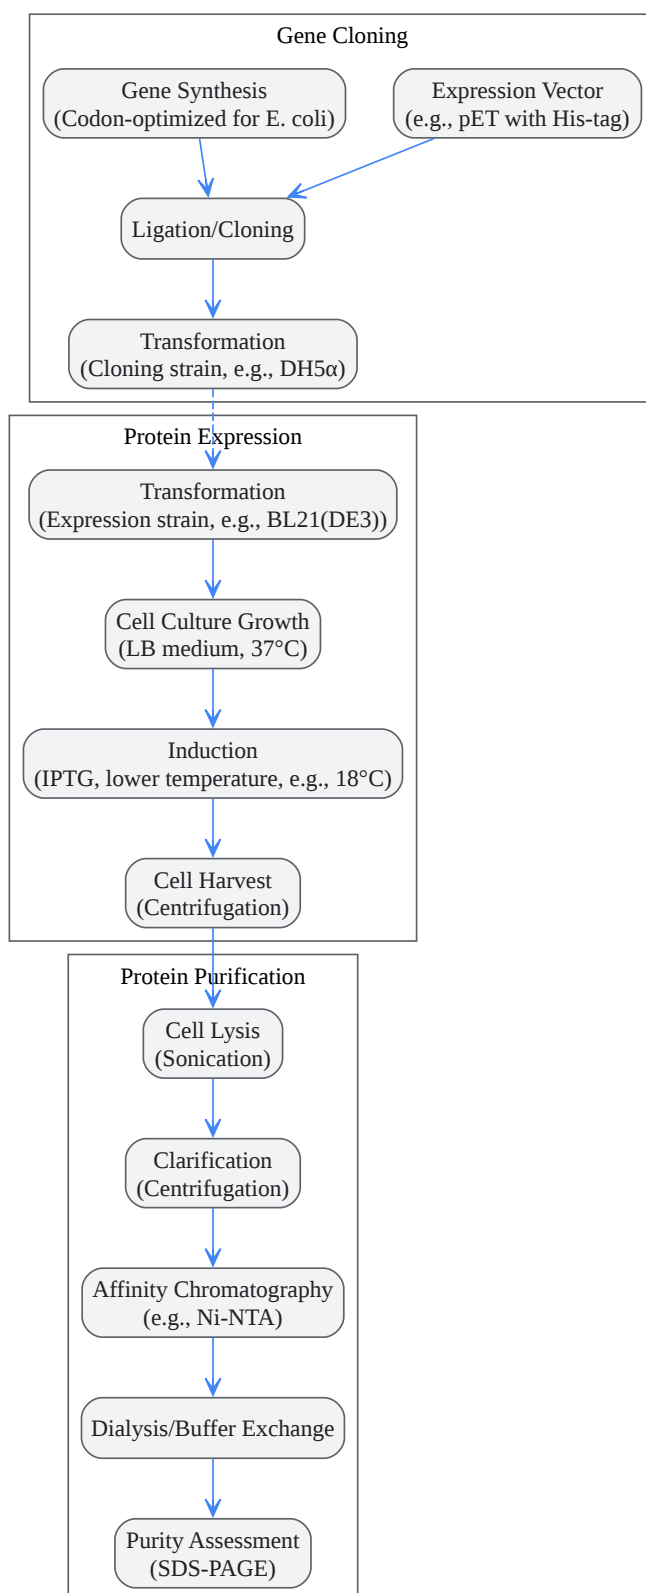 Gene Cloning
Gene Synthesis
(Codon-optimized for E. coli)
Expression Vector
(e.g., pET with His-tag)
Ligation/Cloning
Transformation
(Cloning strain, e.g., DH5α)
Protein Expression
Transformation
(Expression strain, e.g., BL21(DE3))
Cell Culture Growth
(LB medium, 37°C)
Induction
(IPTG, lower temperature, e.g., 18°C)
Cell Harvest
(Centrifugation)
Protein Purification
Cell Lysis
(Sonication)
Clarification
(Centrifugation)
Affinity Chromatography
(e.g., Ni-NTA)
Dialysis/Buffer Exchange
Purity Assessment
(SDS-PAGE)